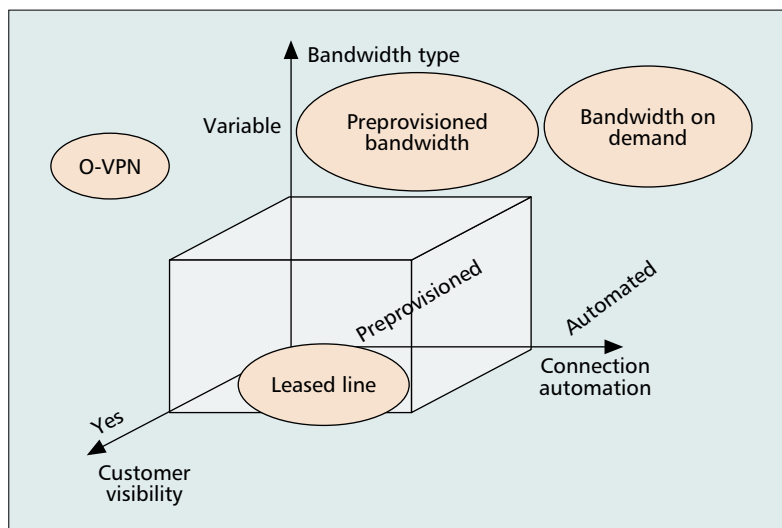 Bandwidth type
Variable
Preprovisioned
bandwidth
Bandwidth on
demand
O-VPN
Preprovisioned
Automated
Leased line
Connection
automation
Yes
Customer
visibility